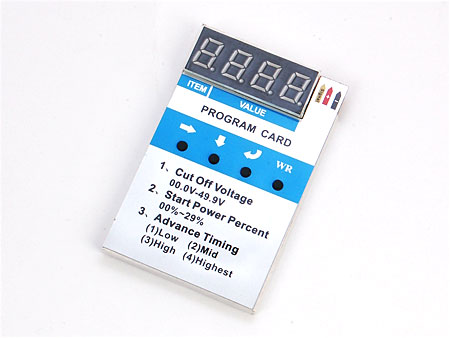 8.8.8.8.
ITEM VALUE
PROGRAM CARD
WR
1、Cut Off Voltage
00.0V-49.9V
2、Start Power Percent
00%~29%
3、Advance Timing
(1)Low (2)Mid
(3)High (4)Highest